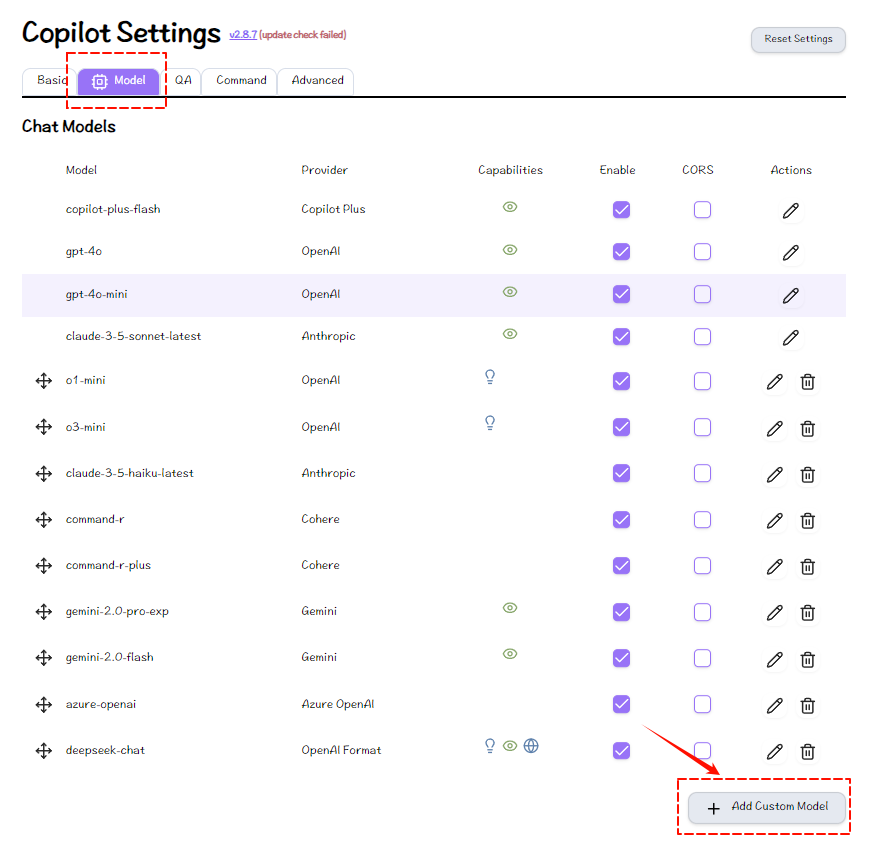 Copilot Settings v2.8.7 (update check failed)
Reset Settings
Basic Model QA Command Advanced
Chat Models
Model Provider Capabilities Enable CORS Actions
copilot-plus-flash Copilot Plus
gpt-4o OpenAI
gpt-4o-mini OpenAI
claude-3-5-sonnet-latest Anthropic
o1-mini OpenAI
o3-mini OpenAI
claude-3-5-haiku-latest Anthropic
command-r Cohere
command-r-plus Cohere
gemini-2.0-pro-exp Gemini
gemini-2.0-flash Gemini
azure-openai Azure OpenAI
deepseek-chat OpenAI Format
Add Custom Model